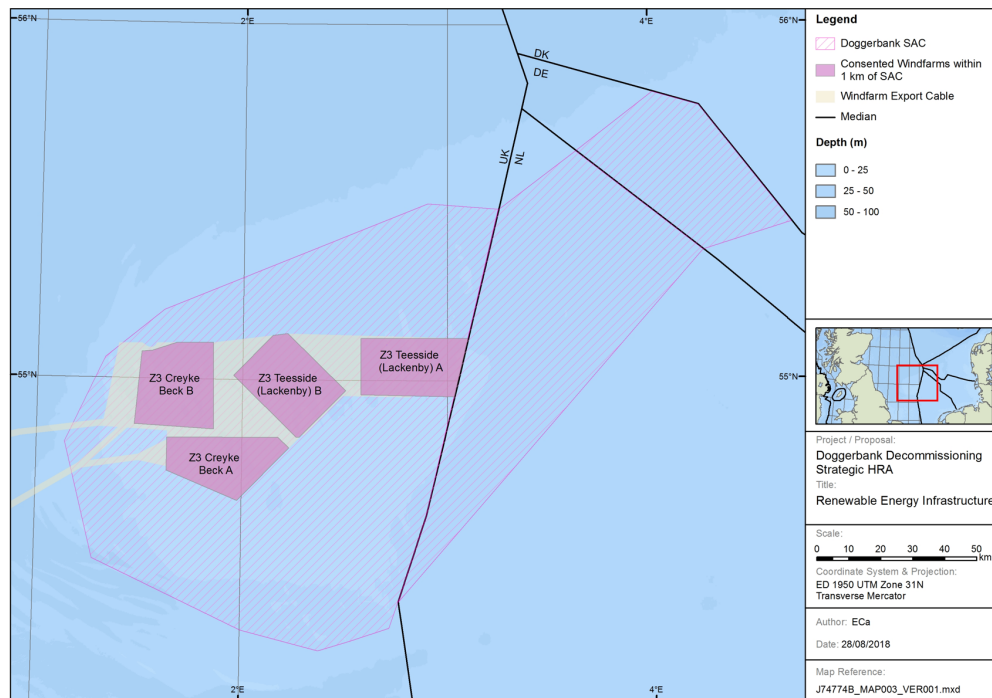 56°N
2°E
4°E
56°N
DK
DE
UK
NL
Z3 Creyke
Beck B
Z3 Teesside
(Lackenby) B
Z3 Teesside
(Lackenby) A
55°N
55°N
Z3 Creyke
Beck A
2°E
4°E
Legend
Doggerbank SAC
Consented Windfarms within
1 km of SAC
Windfarm Export Cable
Median
Depth (m)
0 - 25
25 - 50
50 - 100
Project / Proposal:
Doggerbank Decommissioning
Strategic HRA
Title:
Renewable Energy Infrastructure
Scale:
0 10 20 30 40 50
km
Coordinate System & Projection:
ED 1950 UTM Zone 31N
Transverse Mercator
Author: ECa
Date: 28/08/2018
Map Reference:
J74774B_MAP003_VER001.mxd